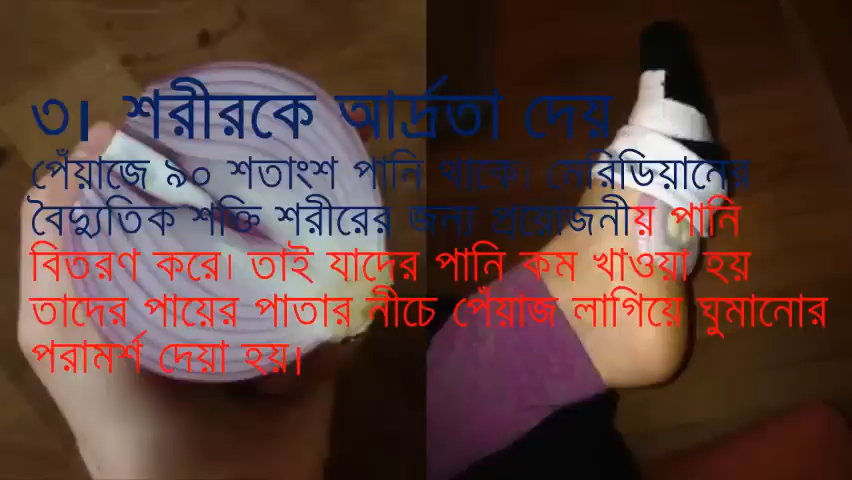 ৩। শরীরকে আর্দ্রতা দেয়
পেঁয়াজে ৯০ শতাংশ পানি থাকে। মেরিডিয়ানের
বৈদ্যুতিক শক্তি শরীরের জন্য প্রয়োজনীয় পানি
বিতরণ করে। তাই যাদের পানি কম খাওয়া হয়
তাদের পায়ের পাতার নীচে পেঁয়াজ লাগিয়ে ঘুমানোর
পরামর্শ দেয়া হয়।